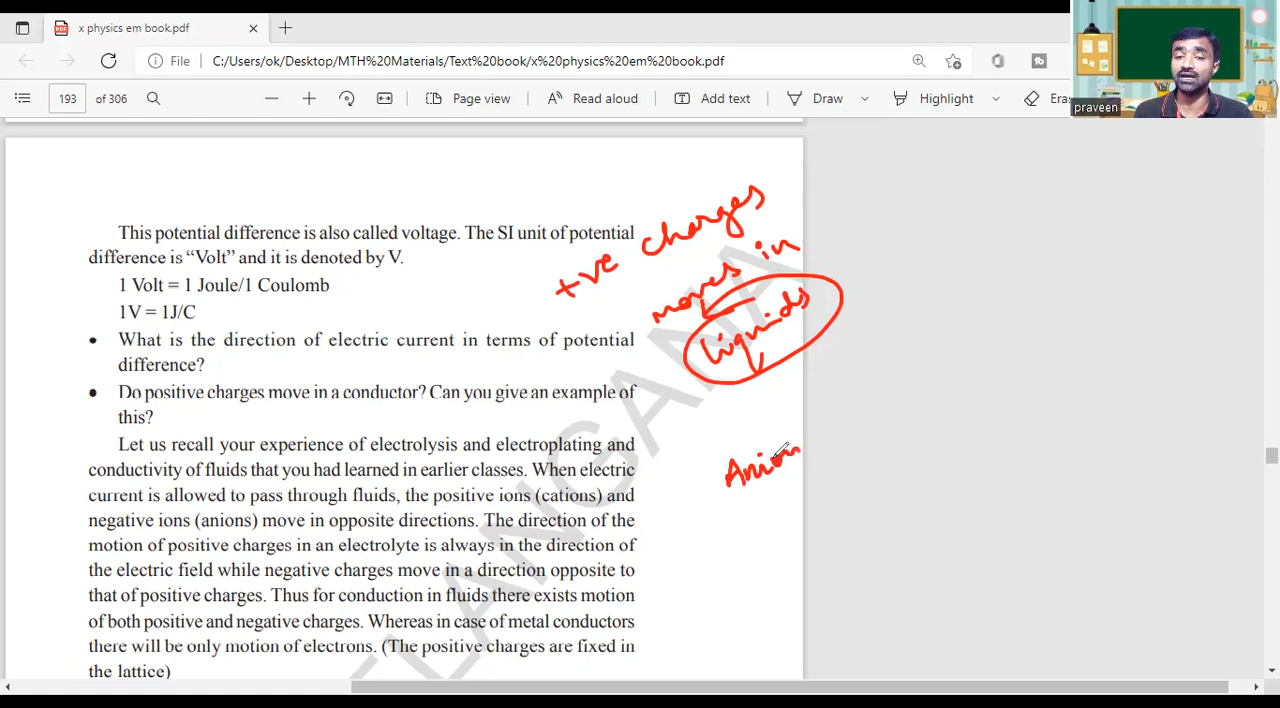 x physics em book.pdf
File
C:/Users/ok/Desktop/MTH%20Materials/Text%20book/x%20physics%20em%20book.pdf
193 of 306
Page view
Read aloud
Add text
Draw
Highlight
Eras
praveen
This potential difference is also called voltage. The SI unit of potential
difference is “Volt” and it is denoted by V.
1 Volt = 1 Joule/1 Coulomb
1V = 1J/C
• What is the direction of electric current in terms of potential
difference?
• Do positive charges move in a conductor? Can you give an example of
this?
Let us recall your experience of electrolysis and electroplating and
conductivity of fluids that you had learned in earlier classes. When electric
current is allowed to pass through fluids, the positive ions (cations) and
negative ions (anions) move in opposite directions. The direction of the
motion of positive charges in an electrolyte is always in the direction of
the electric field while negative charges move in a direction opposite to
that of positive charges. Thus for conduction in fluids there exists motion
of both positive and negative charges. Whereas in case of metal conductors
there will be only motion of electrons. (The positive charges are fixed in
the lattice)
+ve charges
moves in
liquids
Anion
TELANGANA